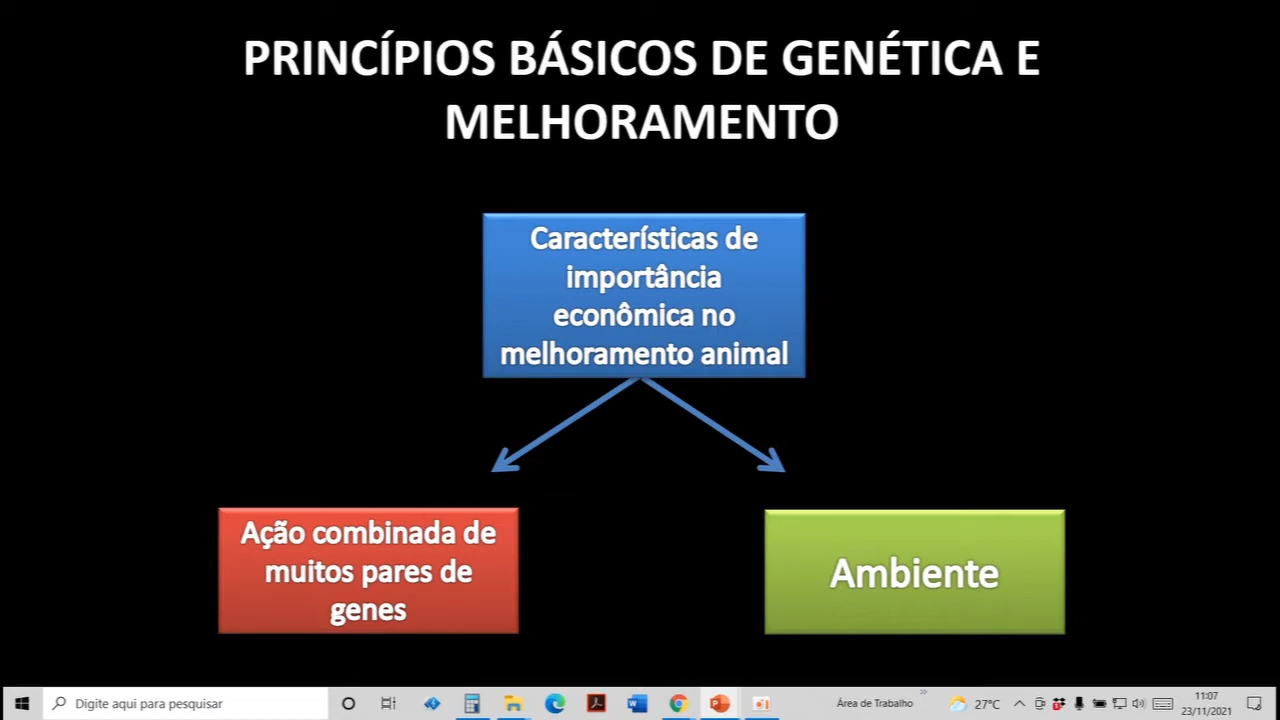 PRINCÍPIOS BÁSICOS DE GENÉTICA E
MELHORAMENTO
Características de
importância
econômica no
melhoramento animal
Ação combinada de
muitos pares de
genes
Ambiente
Digite aqui para pesquisar
Área de Trabalho
27°C
11:07
23/11/2021